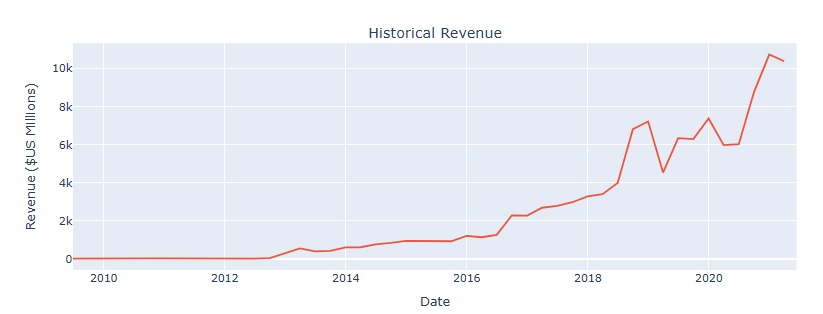 Historical Revenue
10k
8k
6k
4k
2k
0
Revenue ($US Millions)
2010 2012 2014 2016 2018 2020
Date